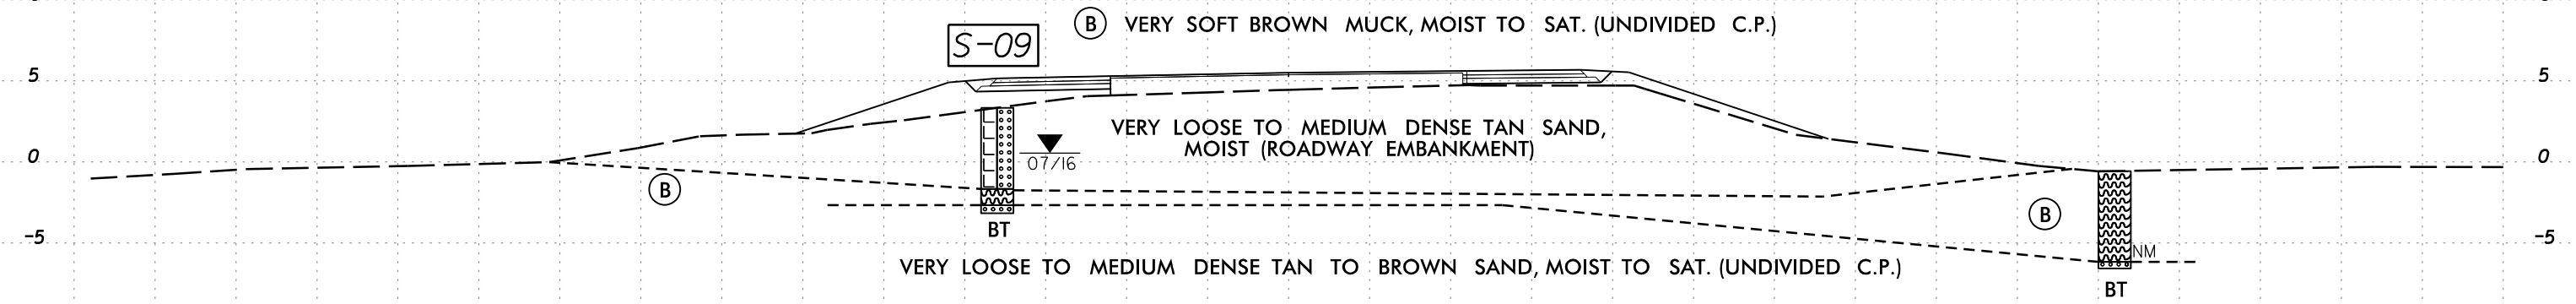 B VERY SOFT BROWN MUCK, MOIST TO SAT. (UNDIVIDED C.P.)
S-09
5 5
VERY LOOSE TO MEDIUM DENSE TAN SAND,
MOIST (ROADWAY EMBANKMENT)
0 0
07/16
B
B
BT
-5 -5
NM
VERY LOOSE TO MEDIUM DENSE TAN TO BROWN SAND, MOIST TO SAT. (UNDIVIDED C.P.)
BT